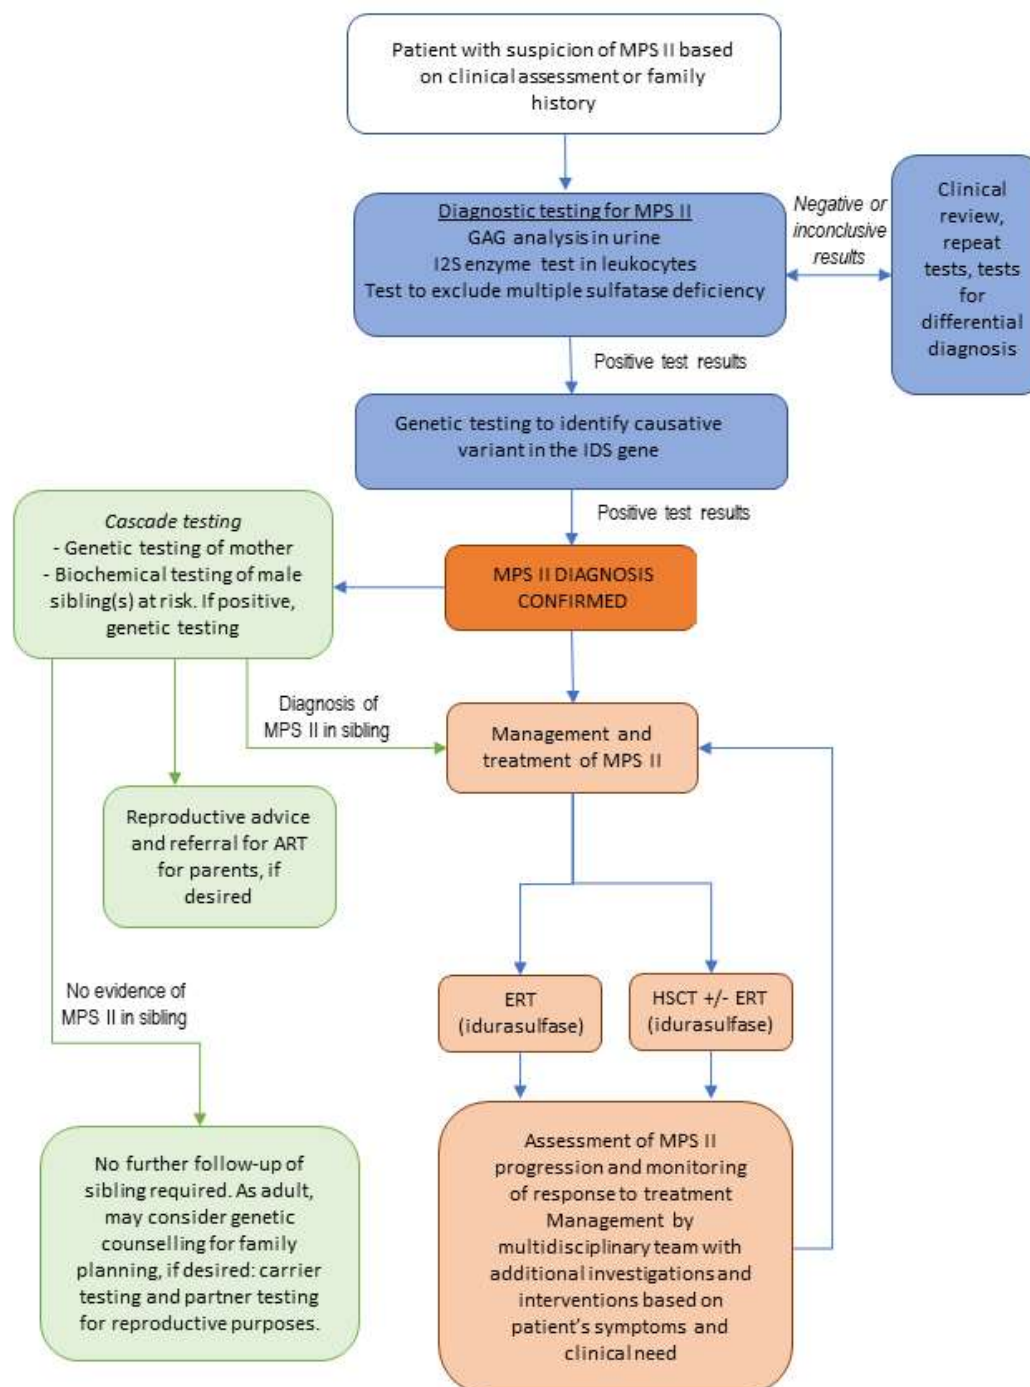 Patient with suspicion of MPS II based
on clinical assessment or family
history
Diagnostic testing for MPS II
GAG analysis in urine
I2S enzyme test in leukocytes
Test to exclude multiple sulfatase deficiency
Negative or
inconclusive
results
Clinical
review,
repeat
tests, tests
for
differential
diagnosis
Positive test results
Genetic testing to identify causative
variant in the IDS gene
Positive test results
Cascade testing
- Genetic testing of mother
- Biochemical testing of male
sibling(s) at risk. If positive,
genetic testing
MPS II DIAGNOSIS
CONFIRMED
Diagnosis of
MPS II in sibling
Management and
treatment of MPS II
Reproductive advice
and referral for ART
for parents, if
desired
No evidence of
MPS II in sibling
ERT
(idurasulfase)
HSCT +/- ERT
(idurasulfase)
No further follow-up of
sibling required. As adult,
may consider genetic
counselling for family
planning, if desired: carrier
testing and partner testing
for reproductive purposes.
Assessment of MPS II
progression and monitoring
of response to treatment
Management by
multidisciplinary team with
additional investigations and
interventions based on
patient's symptoms and
clinical need